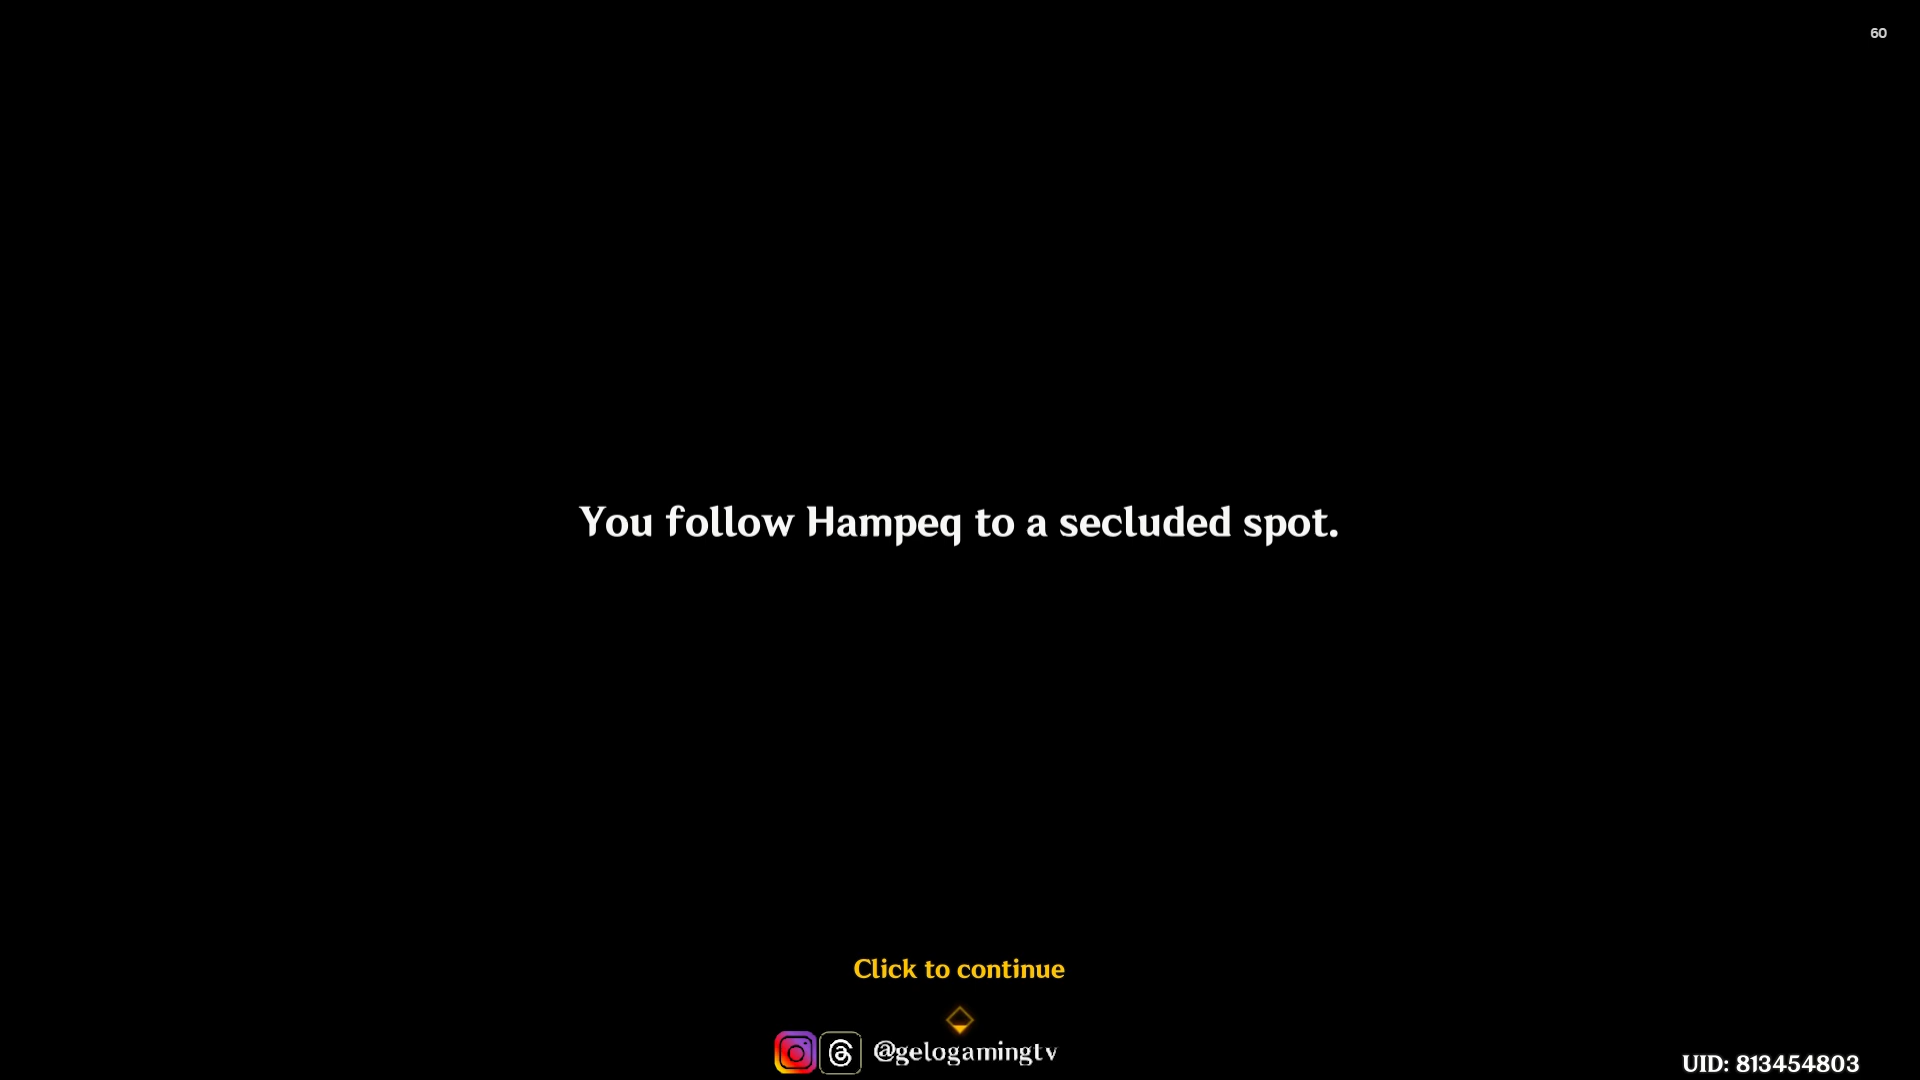 60
You follow Hampeq to a secluded spot.
Click to continue
@gelogamingtv
UID: 813454803